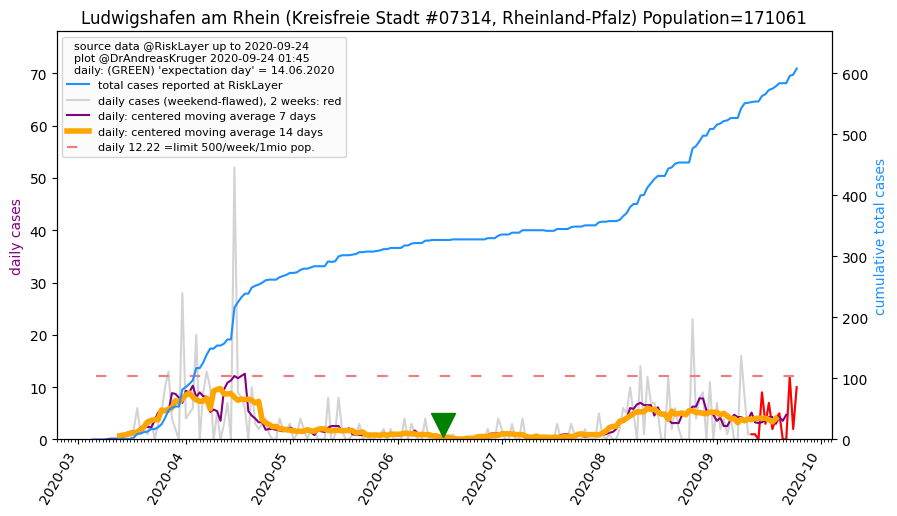 Ludwigshafen am Rhein (Kreisfreie Stadt #07314, Rheinland-Pfalz) Population=171061
source data @RiskLayer up to 2020-09-24
plot @DrAndreasKruger 2020-09-24 01:45
daily: (GREEN) 'expectation day' = 14.06.2020
total cases reported at RiskLayer
daily cases (weekend-flawed), 2 weeks: red
daily: centered moving average 7 days
daily: centered moving average 14 days
daily 12.22 =limit 500/week/1mio pop.
daily cases
70
60
50
40
30
20
10
0
cumulative total cases
600
500
400
300
200
100
0
2020-03
2020-04
2020-05
2020-06
2020-07
2020-08
2020-09
2020-10